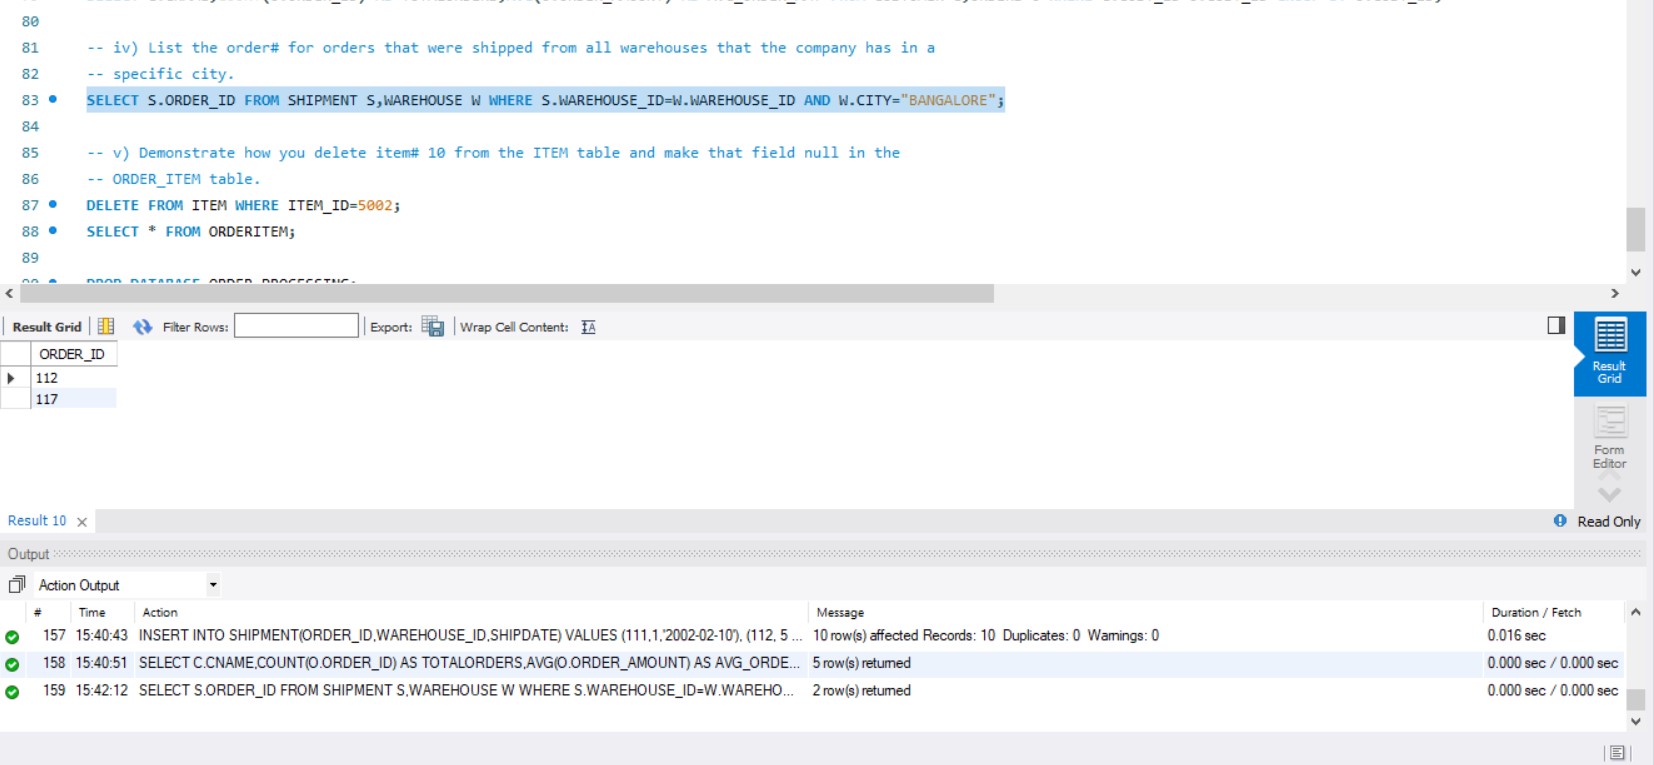 80
81 -- iv) List the order# for orders that were shipped from all warehouses that the company has in a
82 -- specific city.
83 SELECT S.ORDER_ID FROM SHIPMENT S,WAREHOUSE W WHERE S.WAREHOUSE_ID=W.WAREHOUSE_ID AND W.CITY="BANGALORE";
84
85 -- v) Demonstrate how you delete item# 10 from the ITEM table and make that field null in the
86 -- ORDER_ITEM table.
87 DELETE FROM ITEM WHERE ITEM_ID=5002;
88 SELECT * FROM ORDERITEM;
89
Result Grid Filter Rows: Export: Wrap Cell Content:
ORDER_ID
112
117
Result
Grid
Form
Editor
Result 10
Read Only
Output
Action Output
# Time Action Message Duration / Fetch
157 15:40:43 INSERT INTO SHIPMENT(ORDER_ID,WAREHOUSE_ID,SHIPDATE) VALUES (111,1,'2002-02-10'), (112, 5 ... 10 row(s) affected Records: 10 Duplicates: 0 Warnings: 0 0.016 sec
158 15:40:51 SELECT C.CNAME,COUNT(O.ORDER_ID) AS TOTALORDERS,AVG(O.ORDER_AMOUNT) AS AVG_ORDE... 5 row(s) returned 0.000 sec / 0.000 sec
159 15:42:12 SELECT S.ORDER_ID FROM SHIPMENT S,WAREHOUSE W WHERE S.WAREHOUSE_ID=W.WAREHO... 2 row(s) returned 0.000 sec / 0.000 sec